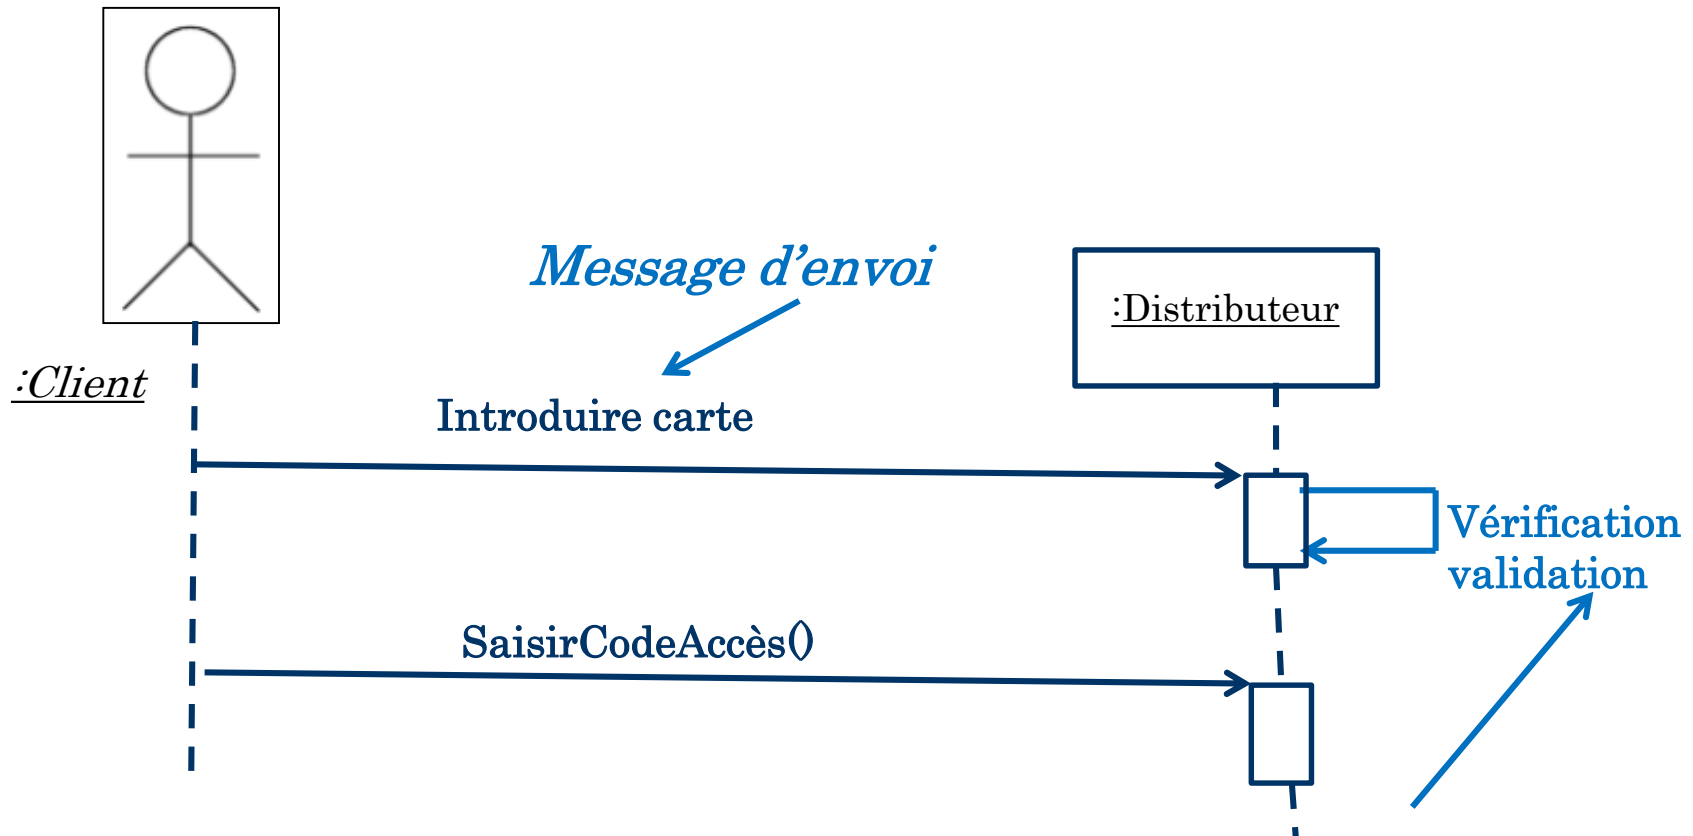 Message d'envoi
:Distributeur
:Client
Introduire carte
Vérification
validation
SaisirCodeAccès()